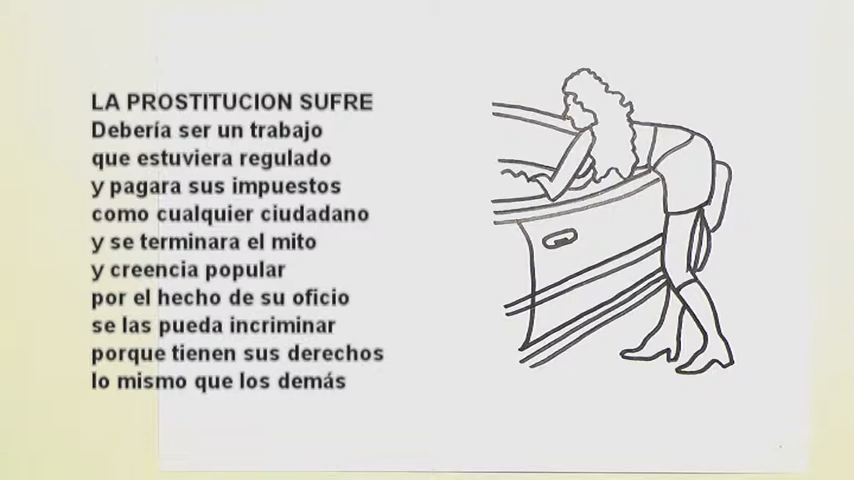 LA PROSTITUCION SUFRE
Debería ser un trabajo
que estuviera regulado
y pagara sus impuestos
como cualquier ciudadano
y se terminara el mito
y creencia popular
por el hecho de su oficio
se las pueda incriminar
porque tienen sus derechos
lo mismo que los demás